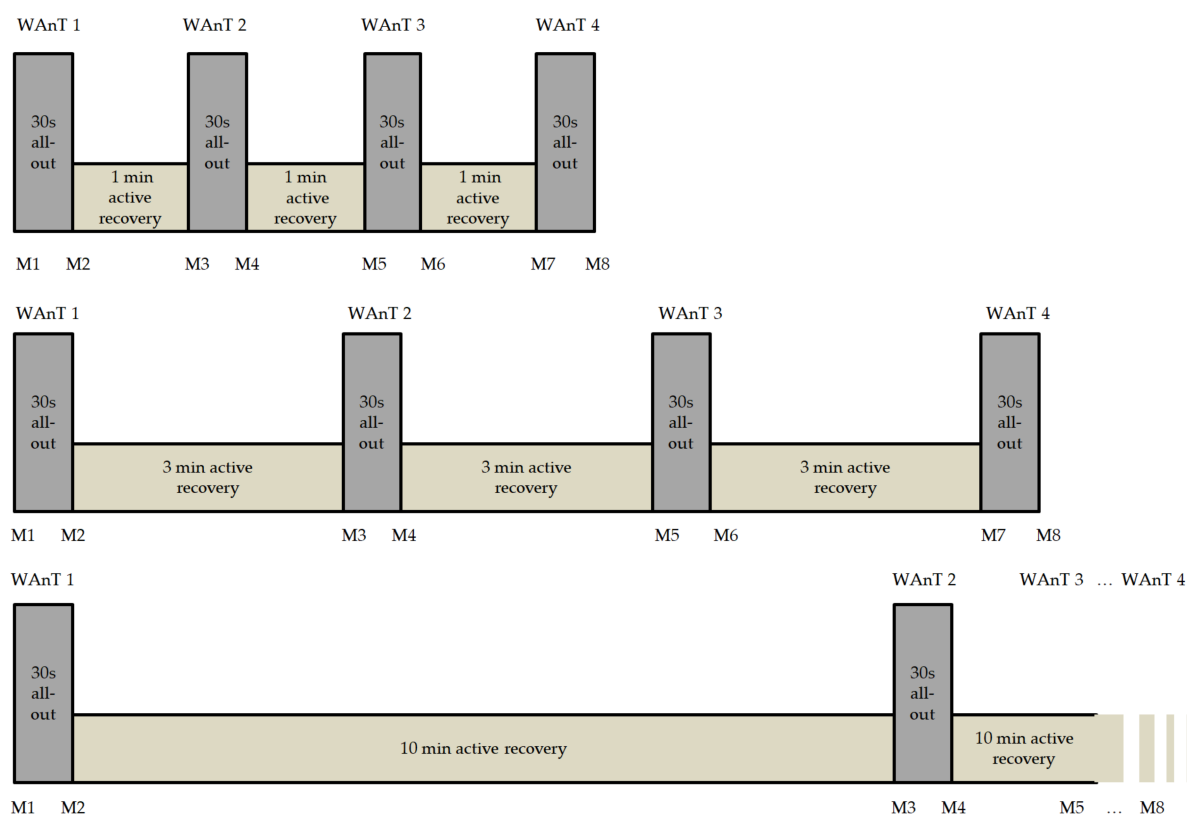 WAnT 1 WAnT 2 WAnT 3 WAnT 4
30s all-out
1 min active recovery
30s all-out
1 min active recovery
30s all-out
1 min active recovery
30s all-out
M1 M2 M3 M4 M5 M6 M7 M8
WAnT 1 WAnT 2 WAnT 3 WAnT 4
30s all-out
3 min active recovery
30s all-out
3 min active recovery
30s all-out
3 min active recovery
30s all-out
M1 M2 M3 M4 M5 M6 M7 M8
WAnT 1 WAnT 2 WAnT 3 … WAnT 4
30s all-out
10 min active recovery
30s all-out
10 min active recovery
M1 M2 M3 M4 M5 … M8